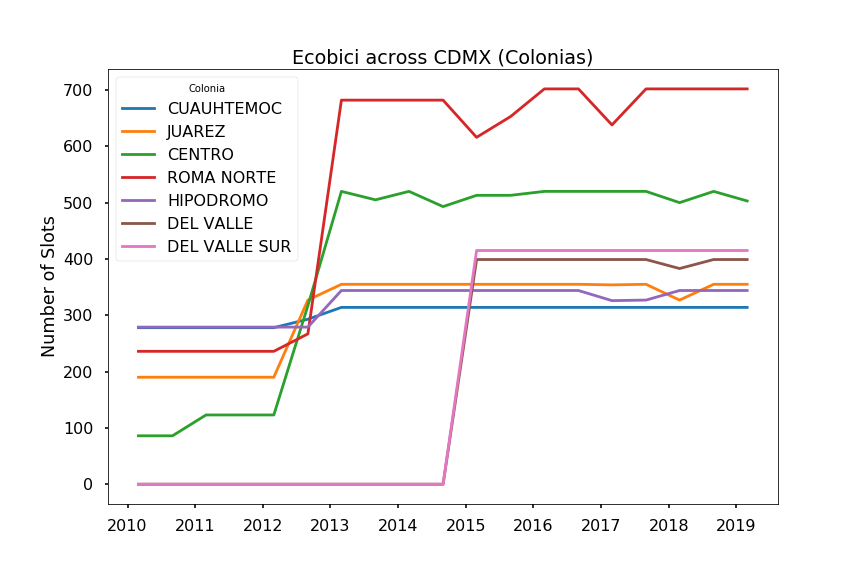 Ecobici across CDMX (Colonias)
Number of Slots
700
600
500
400
300
200
100
0
Colonia
CUAUHTEMOC
JUAREZ
CENTRO
ROMA NORTE
HIPODROMO
DEL VALLE
DEL VALLE SUR
2010 2011 2012 2013 2014 2015 2016 2017 2018 2019